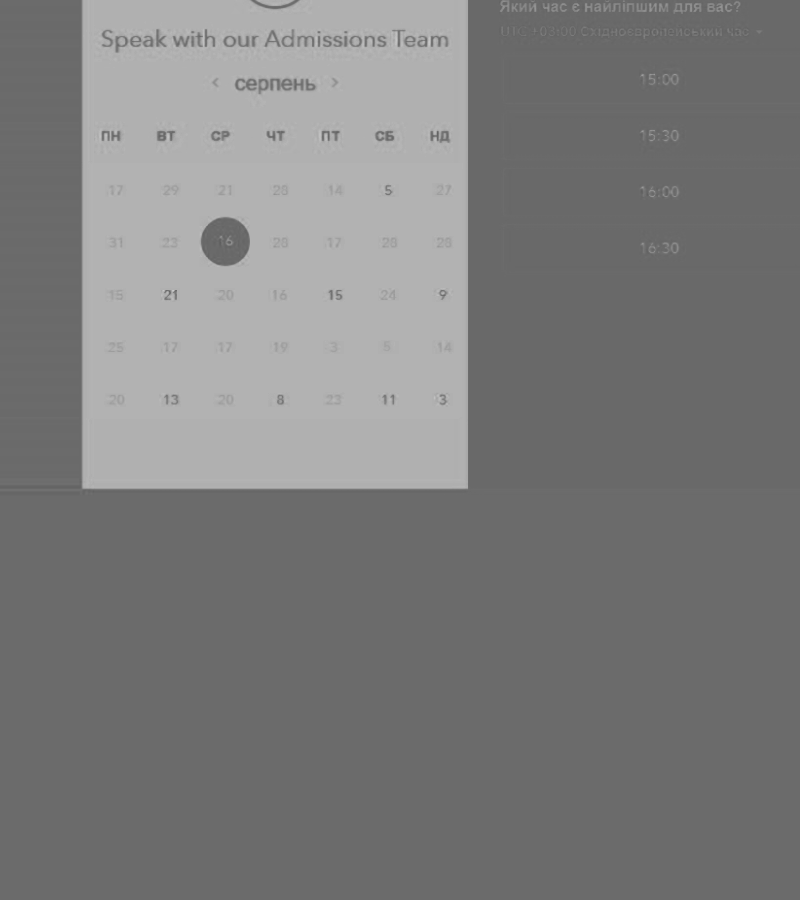 Speak with our Admissions Team
< серпень >
ПН ВТ СР ЧТ ПТ СБ НД
17 29 21 28 14 5 27
31 23 16 28 17 28 28
15 21 20 16 15 24 9
25 17 17 19 3 5 14
20 13 20 8 23 11 3
Який час є найліпшим для вас?
UTC +03:00 Східноєвропейський час
15:00
15:30
16:00
16:30